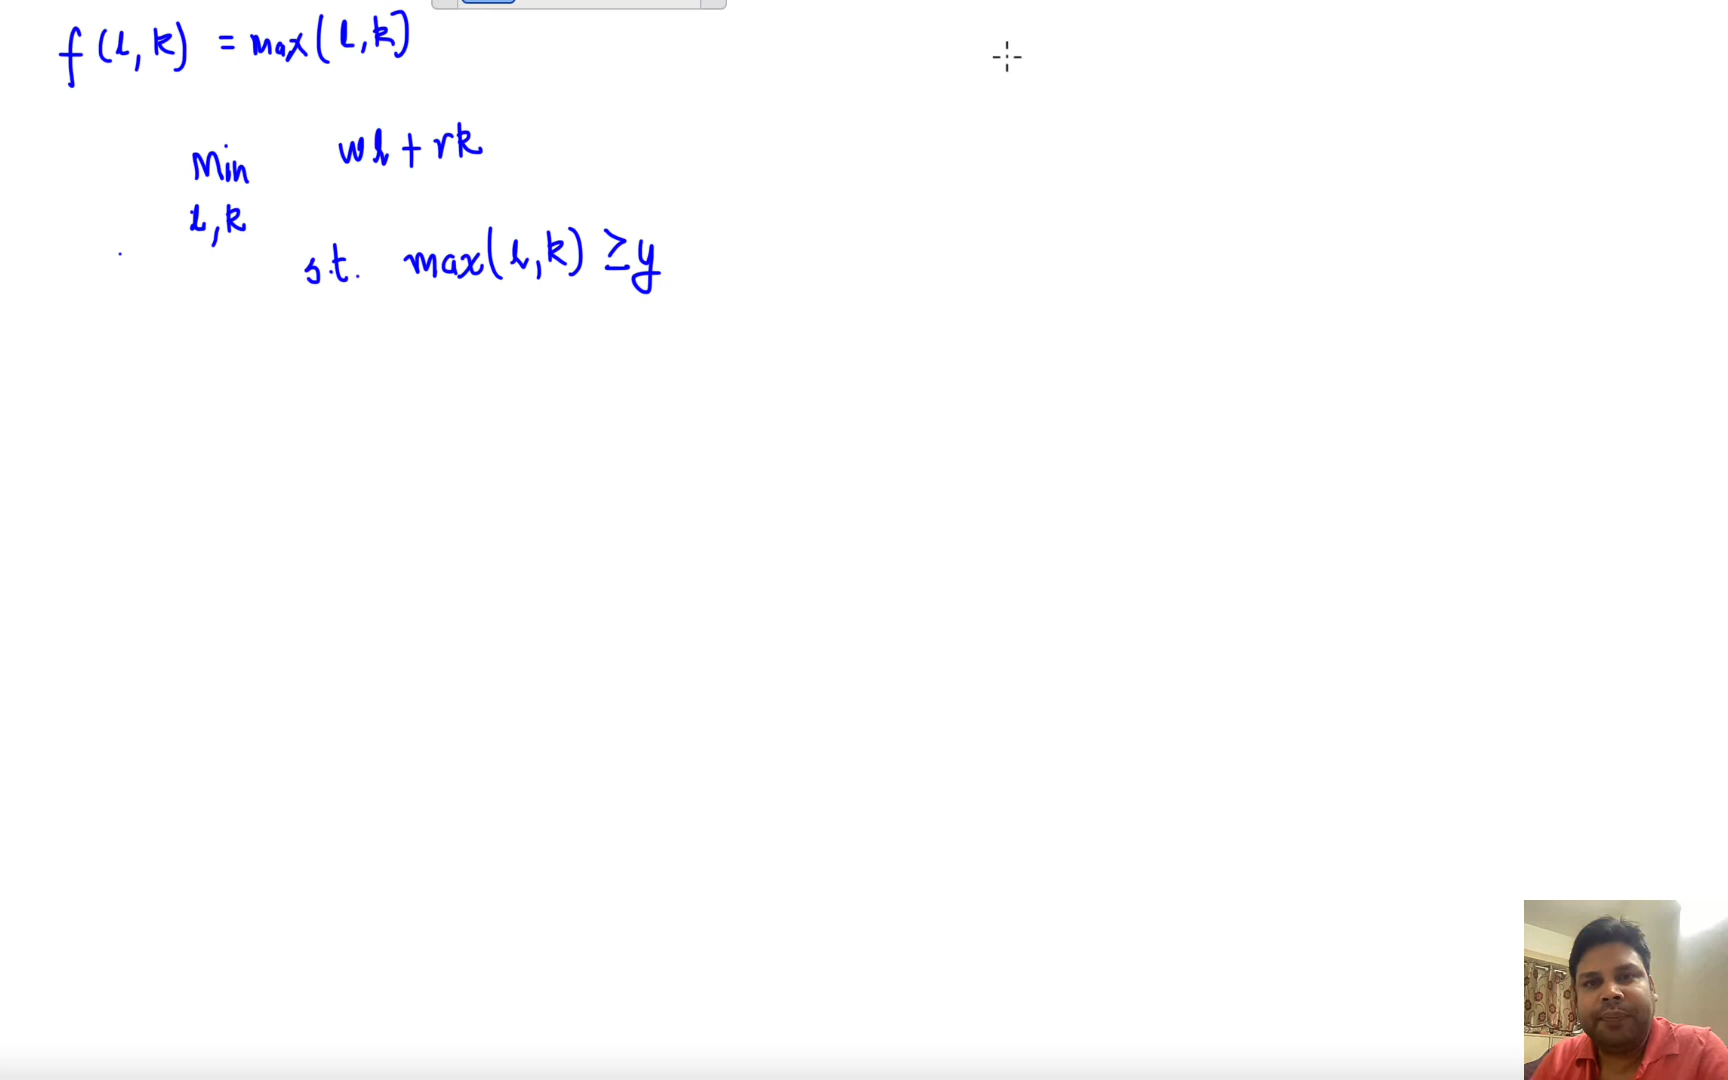 f(L,k) = max(L,k)
Min wL+rk
L,k
s.t. max(L,k) ≥y